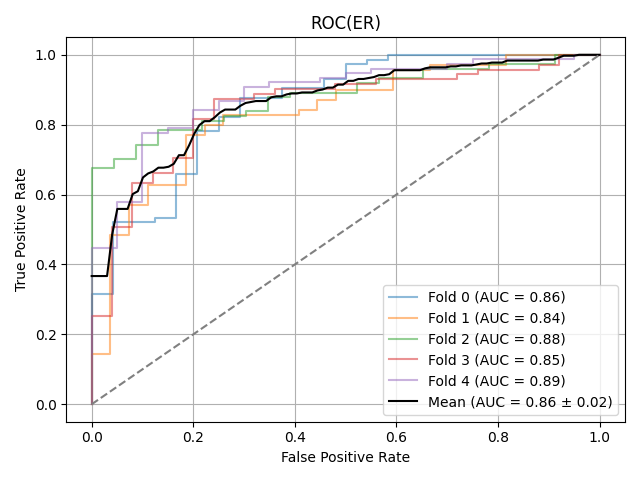 ROC(ER)
True Positive Rate
1.0
0.8
0.6
0.4
0.2
0.0
Fold 0 (AUC = 0.86)
Fold 1 (AUC = 0.84)
Fold 2 (AUC = 0.88)
Fold 3 (AUC = 0.85)
Fold 4 (AUC = 0.89)
Mean (AUC = 0.86 ± 0.02)
0.0 0.2 0.4 0.6 0.8 1.0
False Positive Rate